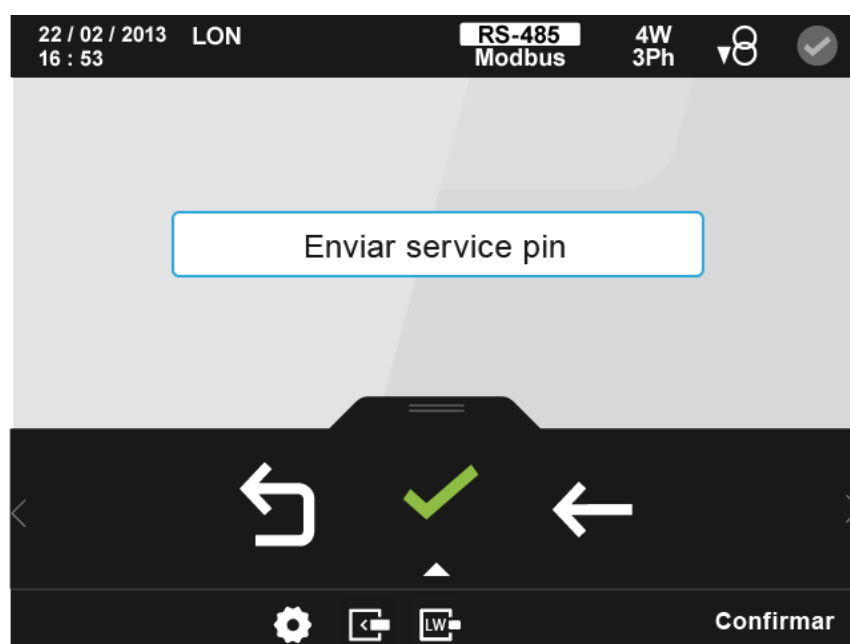 22 / 02 / 2013 LON RS-485 4W
16 : 53 Modbus 3Ph
Enviar service pin
LW
Confirmar